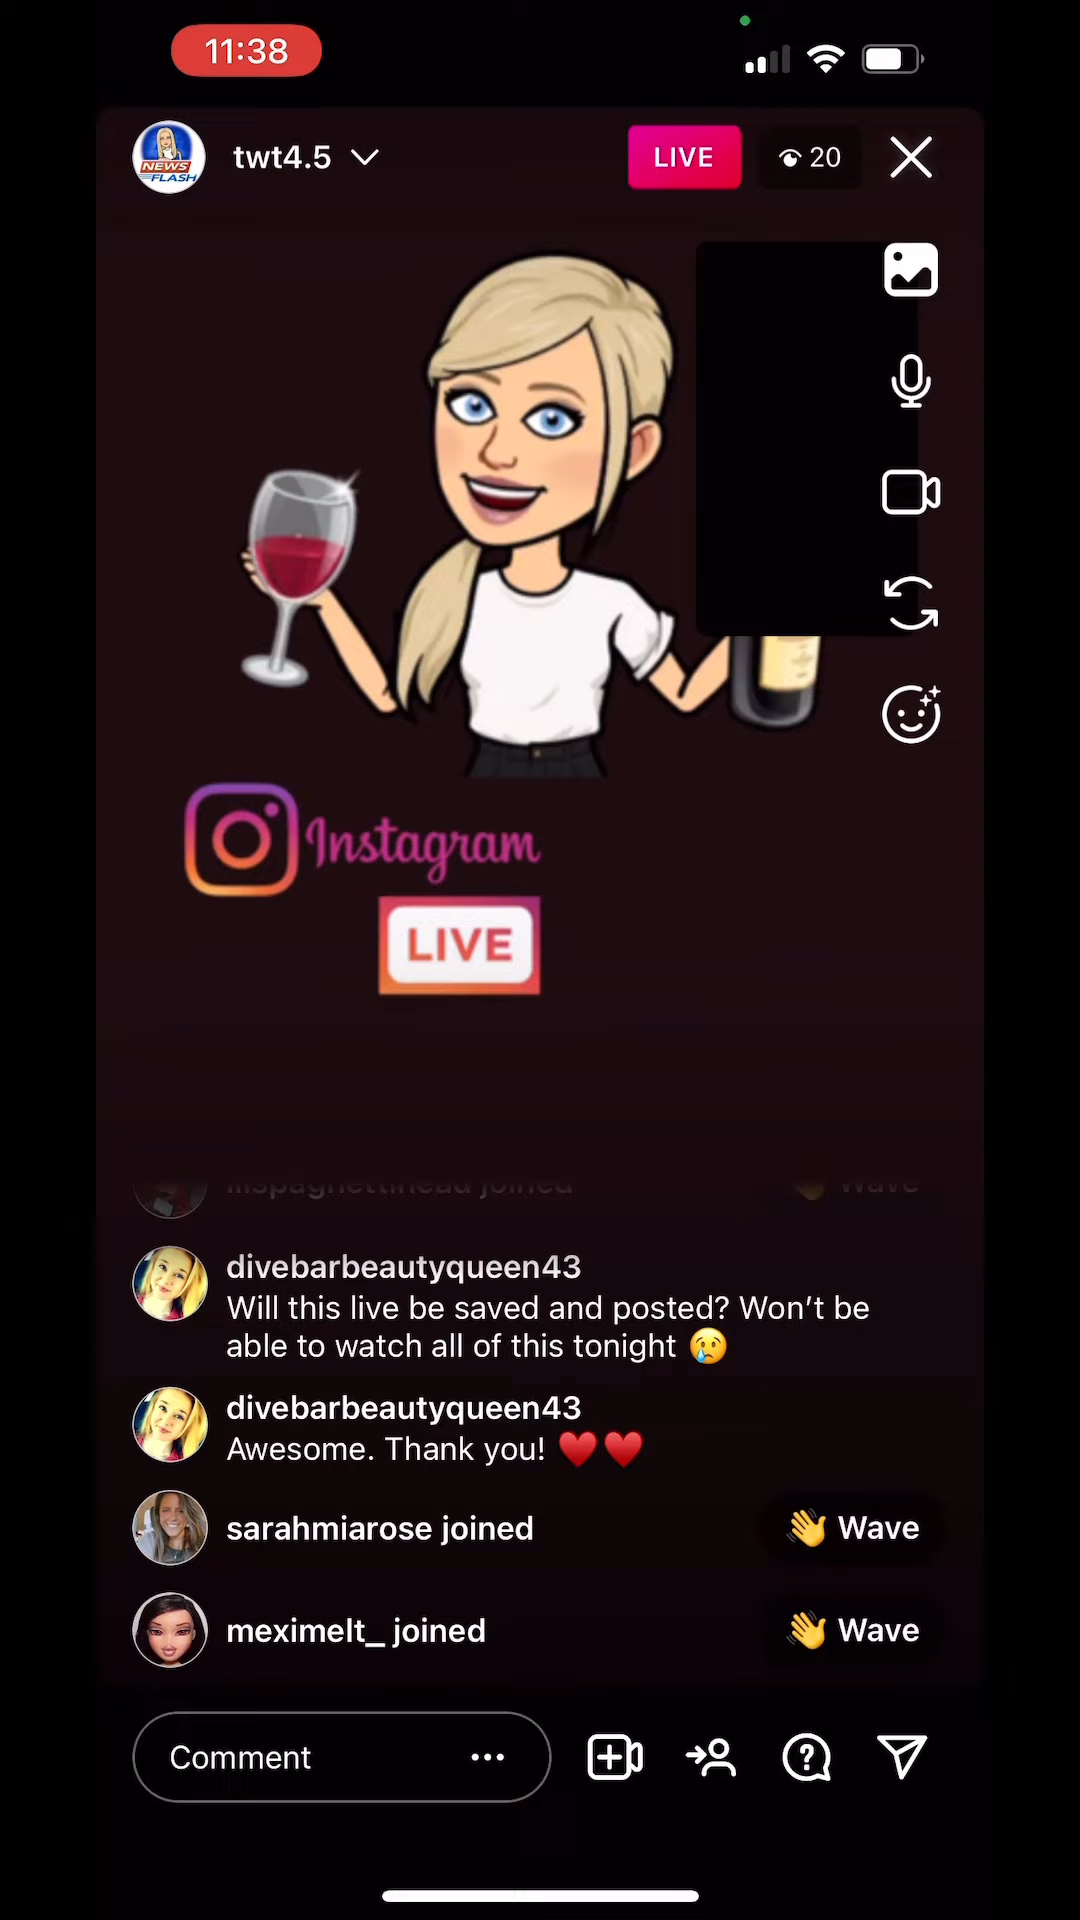 11:38
NEWS
FLASH
twt4.5
LIVE
20
Instagram
LIVE
joined
Wave
divebarbeautyqueen43
Will this live be saved and posted? Won't be
able to watch all of this tonight 😢
divebarbeautyqueen43
Awesome. Thank you! ♥️♥️
sarahmiarose joined
👋 Wave
meximelt_ joined
👋 Wave
Comment